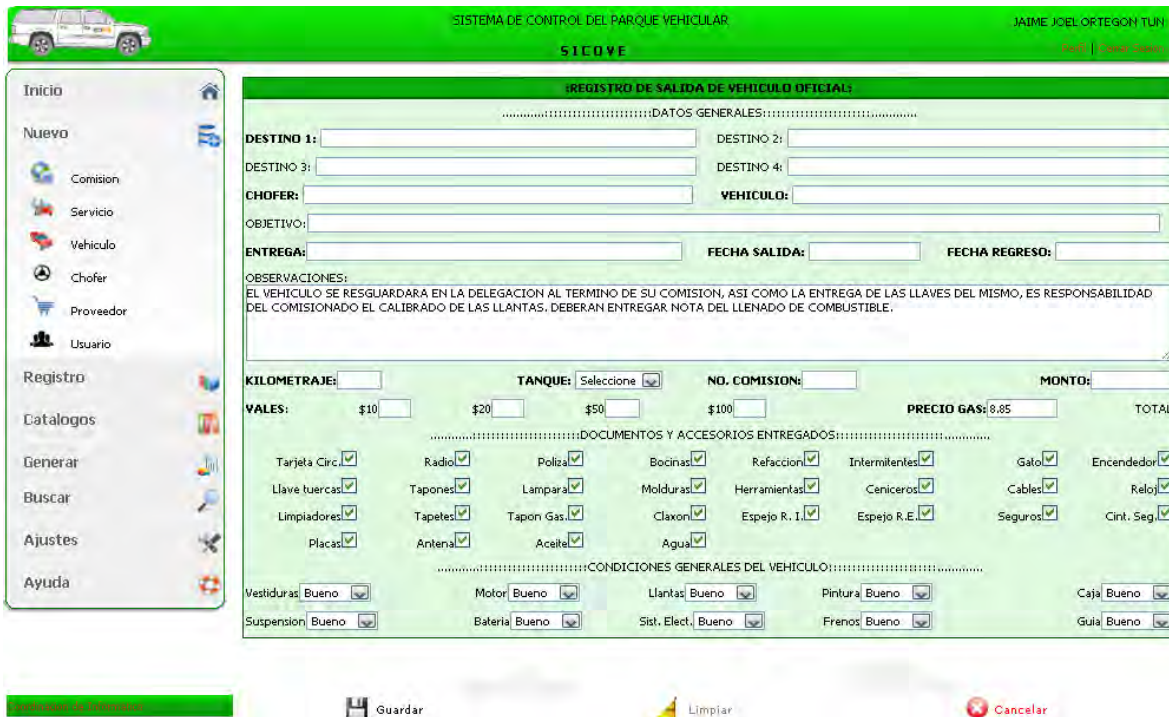 SISTEMA DE CONTROL DEL PARQUE VEHICULAR
JAIME JOEL ORTEGON TUN
SICOVE
Inicio
Nuevo
Comision
Servicio
Vehiculo
Chofer
Proveedor
Usuario
Registro
Catalogos
Generar
Buscar
Ajustes
Ayuda
:REGISTRO DE SALIDA DE VEHICULO OFICIAL:
............::::::::::::::::::::::::DATOS GENERALES::::::::::::::::::::::::............
DESTINO 1: DESTINO 2:
DESTINO 3: DESTINO 4:
CHOFER: VEHICULO:
OBJETIVO:
ENTREGA: FECHA SALIDA: FECHA REGRESO:
OBSERVACIONES:
EL VEHICULO SE RESGUARDARA EN LA DELEGACION AL TERMINO DE SU COMISION, ASI COMO LA ENTREGA DE LAS LLAVES DEL MISMO, ES RESPONSABILIDAD
DEL COMISIONADO EL CALIBRADO DE LAS LLANTAS. DEBERAN ENTREGAR NOTA DEL LLENADO DE COMBUSTIBLE.
KILOMETRAJE: TANQUE: Seleccione NO. COMISION: MONTO:
VALES: $10 $20 $50 $100 PRECIO GAS: 8.85 TOTAL
............::::::::::::::::::::::::DOCUMENTOS Y ACCESORIOS ENTREGADOS::::::::::::::::::::::::............
Tarjeta Circ. Radio Poliza Bocinas Refaccion Intermitentes Gato Encendedor
Llave tuercas Tapones Lampara Molduras Herramientas Ceniceros Cables Reloj
Limpiadores Tapetes Tapon Gas. Claxon Espejo R. I. Espejo R.E. Seguros Cint. Seg.
Placas Antena Aceite Agua
............::::::::::::::::::::::::CONDICIONES GENERALES DEL VEHICULO::::::::::::::::::::::::............
Vestiduras Bueno Motor Bueno Llantas Bueno Pintura Bueno Caja Bueno
Suspension Bueno Bateria Bueno Sist. Elect. Bueno Frenos Bueno Guia Bueno
Guardar Limpiar Cancelar